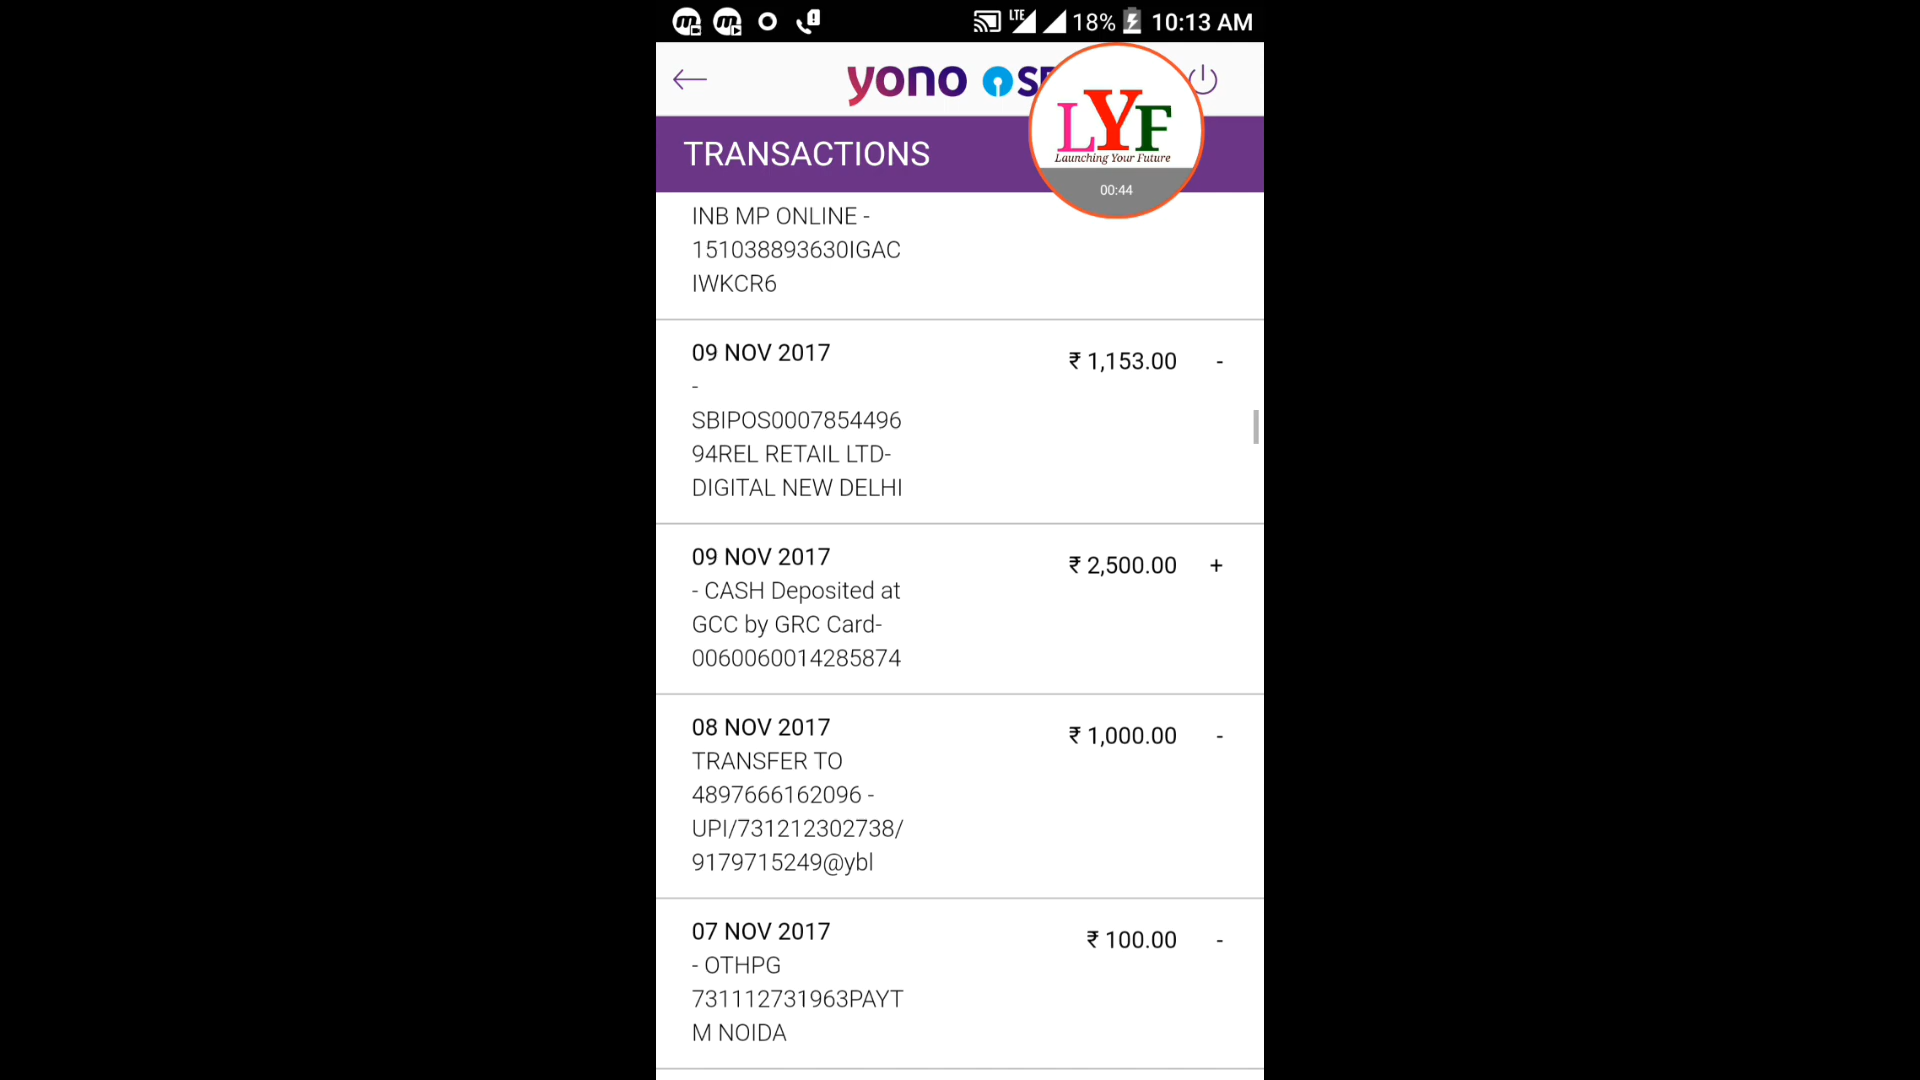 LTE 18% 10:13 AM
yono
LYF
Launching Your Future
00:44
TRANSACTIONS
INB MP ONLINE -
151038893630IGAC
IWKCR6
09 NOV 2017 ₹ 1,153.00 -
-
SBIPOS0007854496
94REL RETAIL LTD-
DIGITAL NEW DELHI
09 NOV 2017 ₹ 2,500.00 +
- CASH Deposited at
GCC by GRC Card-
0060060014285874
08 NOV 2017 ₹ 1,000.00 -
TRANSFER TO
4897666162096 -
UPI/731212302738/
9179715249@ybl
07 NOV 2017 ₹ 100.00 -
- OTHPG
731112731963PAYT
M NOIDA